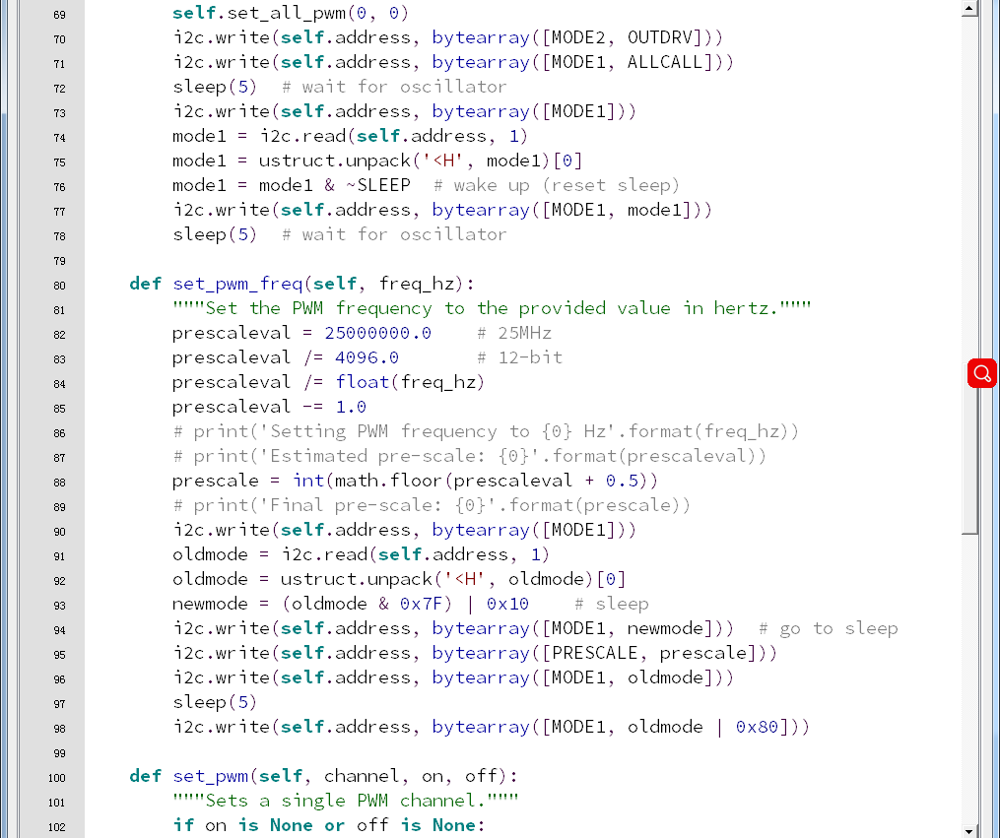 69 self.set_all_pwm(0, 0)
70 i2c.write(self.address, bytearray([MODE2, OUTDRV]))
71 i2c.write(self.address, bytearray([MODE1, ALLCALL]))
72 sleep(5)  # wait for oscillator
73 i2c.write(self.address, bytearray([MODE1]))
74 mode1 = i2c.read(self.address, 1)
75 mode1 = ustruct.unpack('<H', mode1)[0]
76 mode1 = mode1 & ~SLEEP  # wake up (reset sleep)
77 i2c.write(self.address, bytearray([MODE1, mode1]))
78 sleep(5)  # wait for oscillator
79
80 def set_pwm_freq(self, freq_hz):
81 """Set the PWM frequency to the provided value in hertz."""
82 prescaleval = 25000000.0    # 25MHz
83 prescaleval /= 4096.0       # 12-bit
84 prescaleval /= float(freq_hz)
85 prescaleval -= 1.0
86 # print('Setting PWM frequency to {0} Hz'.format(freq_hz))
87 # print('Estimated pre-scale: {0}'.format(prescaleval))
88 prescale = int(math.floor(prescaleval + 0.5))
89 # print('Final pre-scale: {0}'.format(prescale))
90 i2c.write(self.address, bytearray([MODE1]))
91 oldmode = i2c.read(self.address, 1)
92 oldmode = ustruct.unpack('<H', oldmode)[0]
93 newmode = (oldmode & 0x7F) | 0x10    # sleep
94 i2c.write(self.address, bytearray([MODE1, newmode]))  # go to sleep
95 i2c.write(self.address, bytearray([PRESCALE, prescale]))
96 i2c.write(self.address, bytearray([MODE1, oldmode]))
97 sleep(5)
98 i2c.write(self.address, bytearray([MODE1, oldmode | 0x80]))
99
100 def set_pwm(self, channel, on, off):
101 """Sets a single PWM channel."""
102 if on is None or off is None: